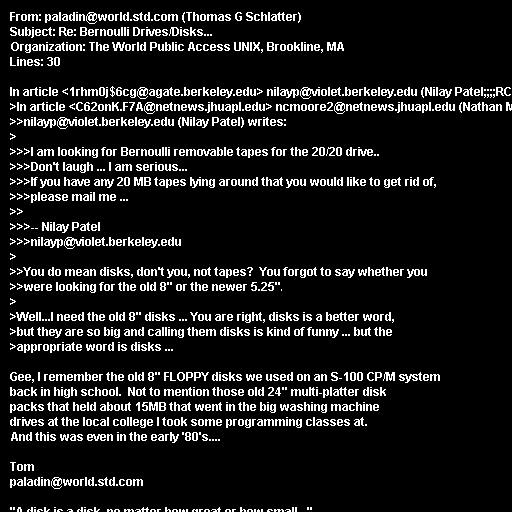 From: paladin@world.std.com (Thomas G Schlatter)
Subject: Re: Bernoulli Drives/Disks...
Organization: The World Public Access UNIX, Brookline, MA
Lines: 30

In article <1rhm0j$6cg@agate.berkeley.edu> nilayp@violet.berkeley.edu (Nilay Patel;;;;RC
>In article <C62onK.F7A@netnews.jhuapl.edu> ncmoore2@netnews.jhuapl.edu (Nathan M
>>nilayp@violet.berkeley.edu (Nilay Patel) writes:
>
>>>I am looking for Bernoulli removable tapes for the 20/20 drive..
>>>Don't laugh ... I am serious...
>>>If you have any 20 MB tapes lying around that you would like to get rid of,
>>>please mail me ...
>>
>>>-- Nilay Patel
>>>nilayp@violet.berkeley.edu
>
>>You do mean disks, don't you, not tapes?  You forgot to say whether you
>>were looking for the old 8" or the newer 5.25".
>
>Well...I need the old 8" disks ... You are right, disks is a better word,
>but they are so big and calling them disks is kind of funny ... but the
>appropriate word is disks ...

Gee, I remember the old 8" FLOPPY disks we used on an S-100 CP/M system
back in high school.  Not to mention those old 24" multi-platter disk
packs that held about 15MB that went in the big washing machine
drives at the local college I took some programming classes at.
And this was even in the early '80's....

Tom
paladin@world.std.com

"A disk is a disk, no matter how great or how small..."